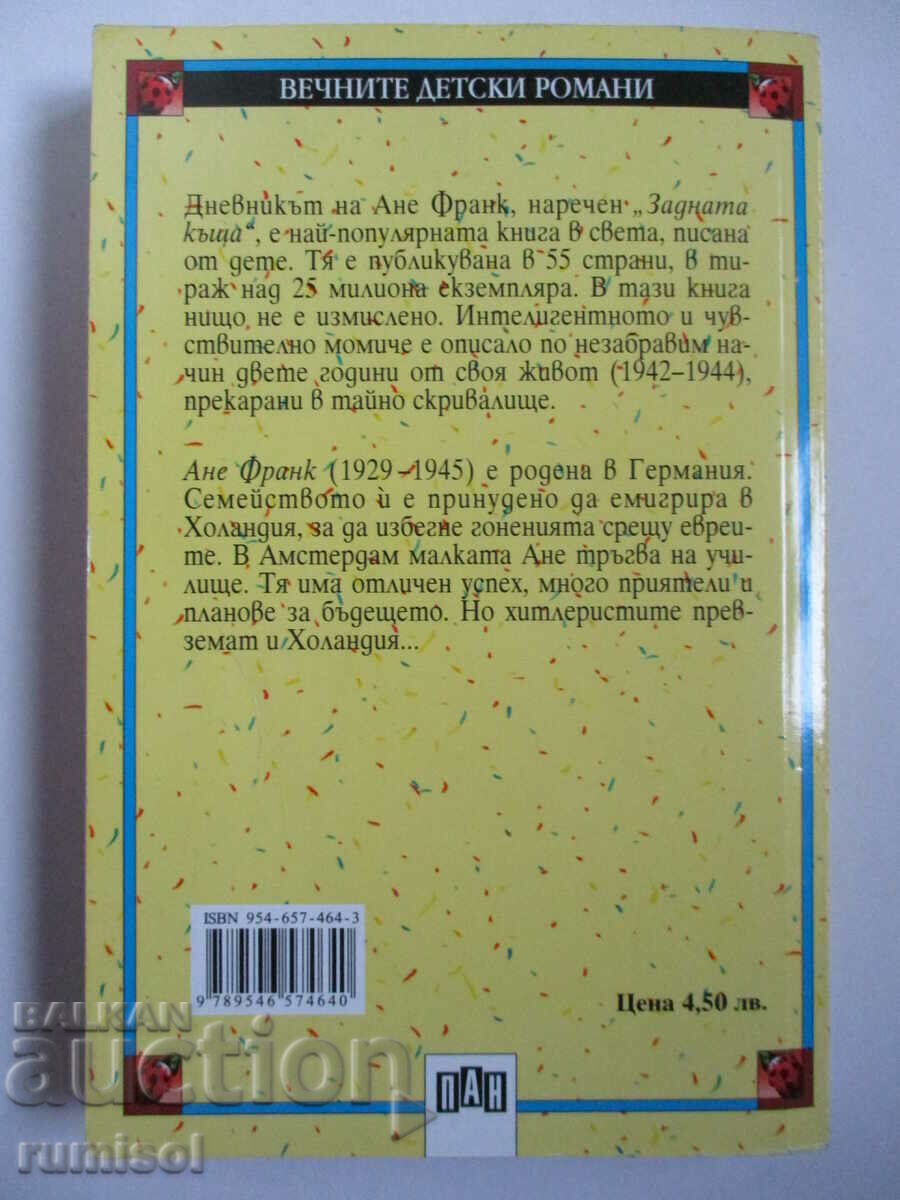 ВЕЧНИТЕ ДЕТСКИ РОМАНИ
Дневникът на Ане Франк, наречен „Задната
къща“, е най-популярната книга в света, писана
от дете. Тя е публикувана в 55 страни, в ти-
раж над 25 милиона екземпляра. В тази книга
нищо не е измислено. Интелигентното и чув-
ствително момиче е описало по незабравим на-
чин двете години от своя живот (1942–1944),
прекарани в тайно скривалище.
Ане Франк (1929–1945) е родена в Германия.
Семейството ѝ е принудено да емигрира в
Холандия, за да избегне гоненията срещу евреи-
те. В Амстердам малката Ане тръгва на учи-
лище. Тя има отличен успех, много приятели и
планове за бъдещето. Но хитлеристите прев-
земат и Холандия...
ISBN 954-657-464-3
9 789546 574640
Цена 4,50 лв.
ПАН
BALKAN
auction
rumisol